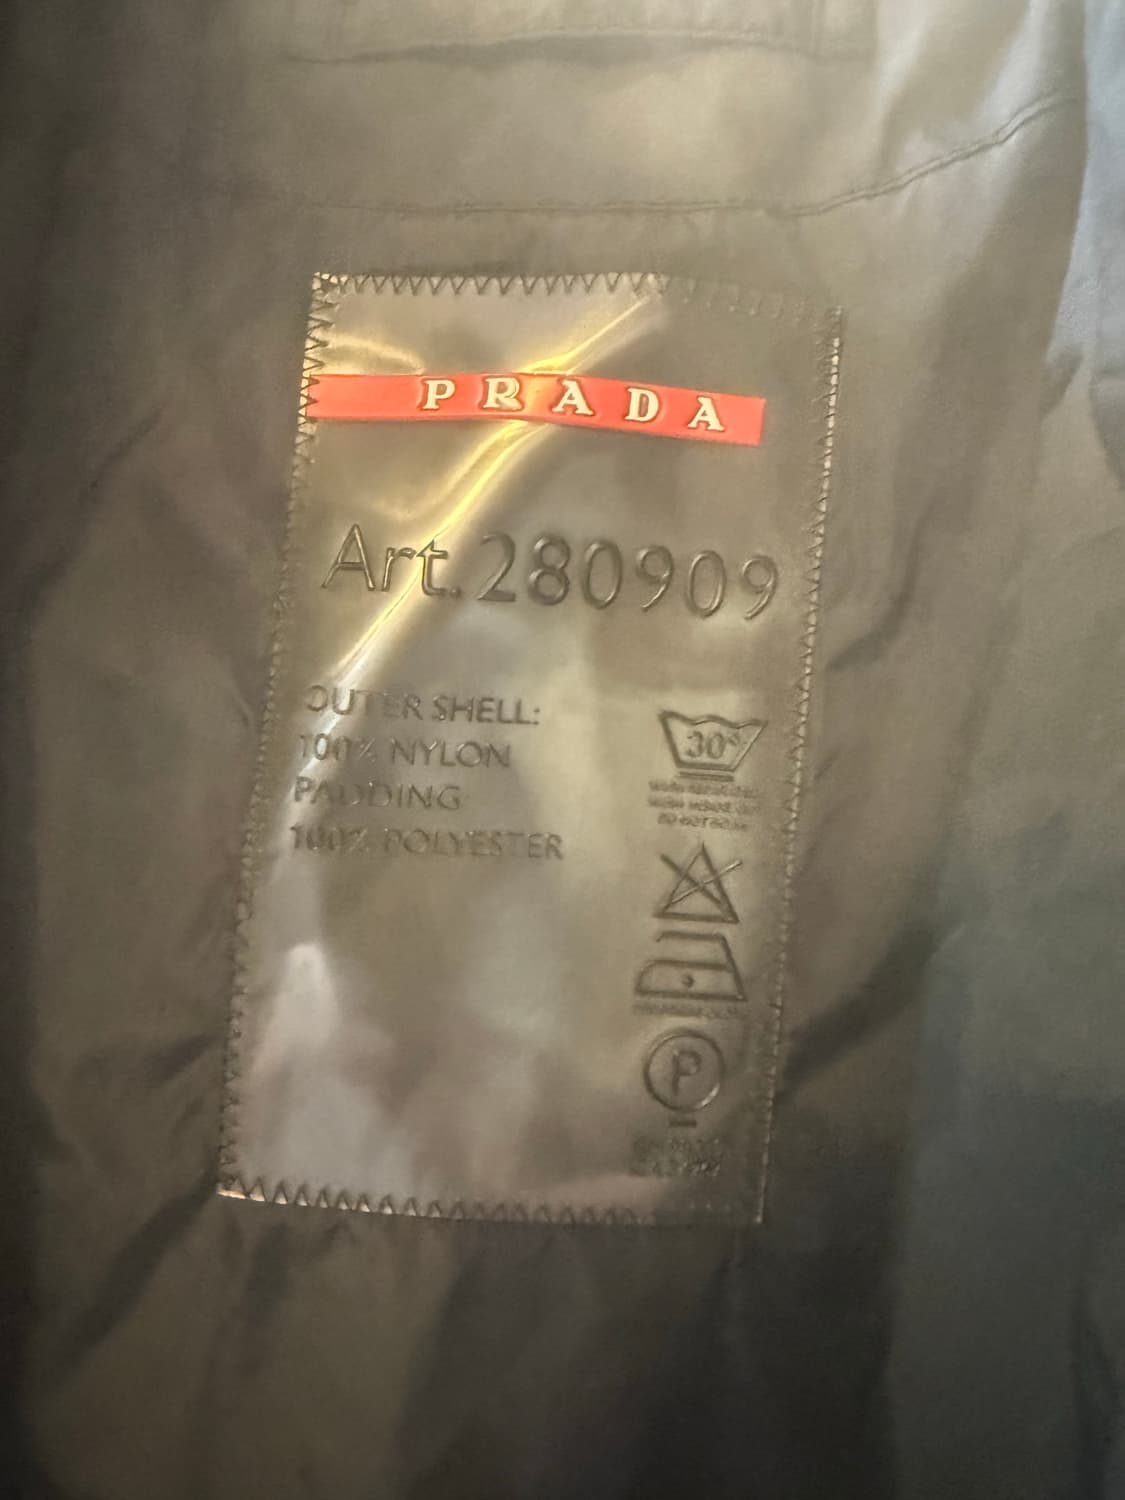 PRADA
Art.280909
OUTER SHELL:
100% NYLON
PADDING
100% POLYESTER
30°
P